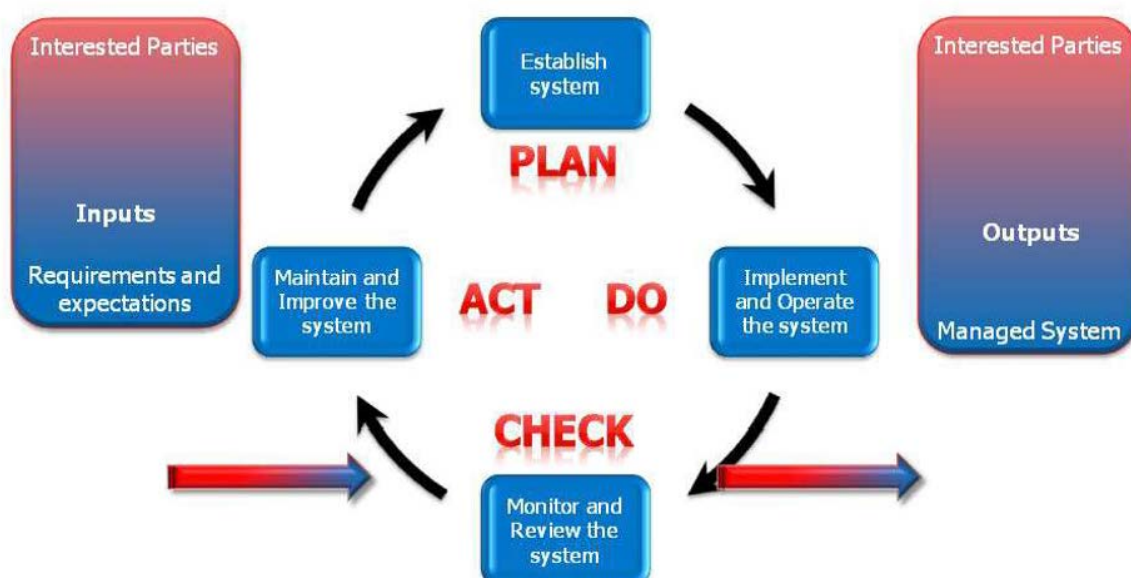 Interested Parties
Inputs
Requirements and
expectations
Establish
system
PLAN
Maintain and
Improve the
system
ACT
DO
Implement
and Operate
the system
CHECK
Monitor and
Review the
system
Interested Parties
Outputs
Managed System